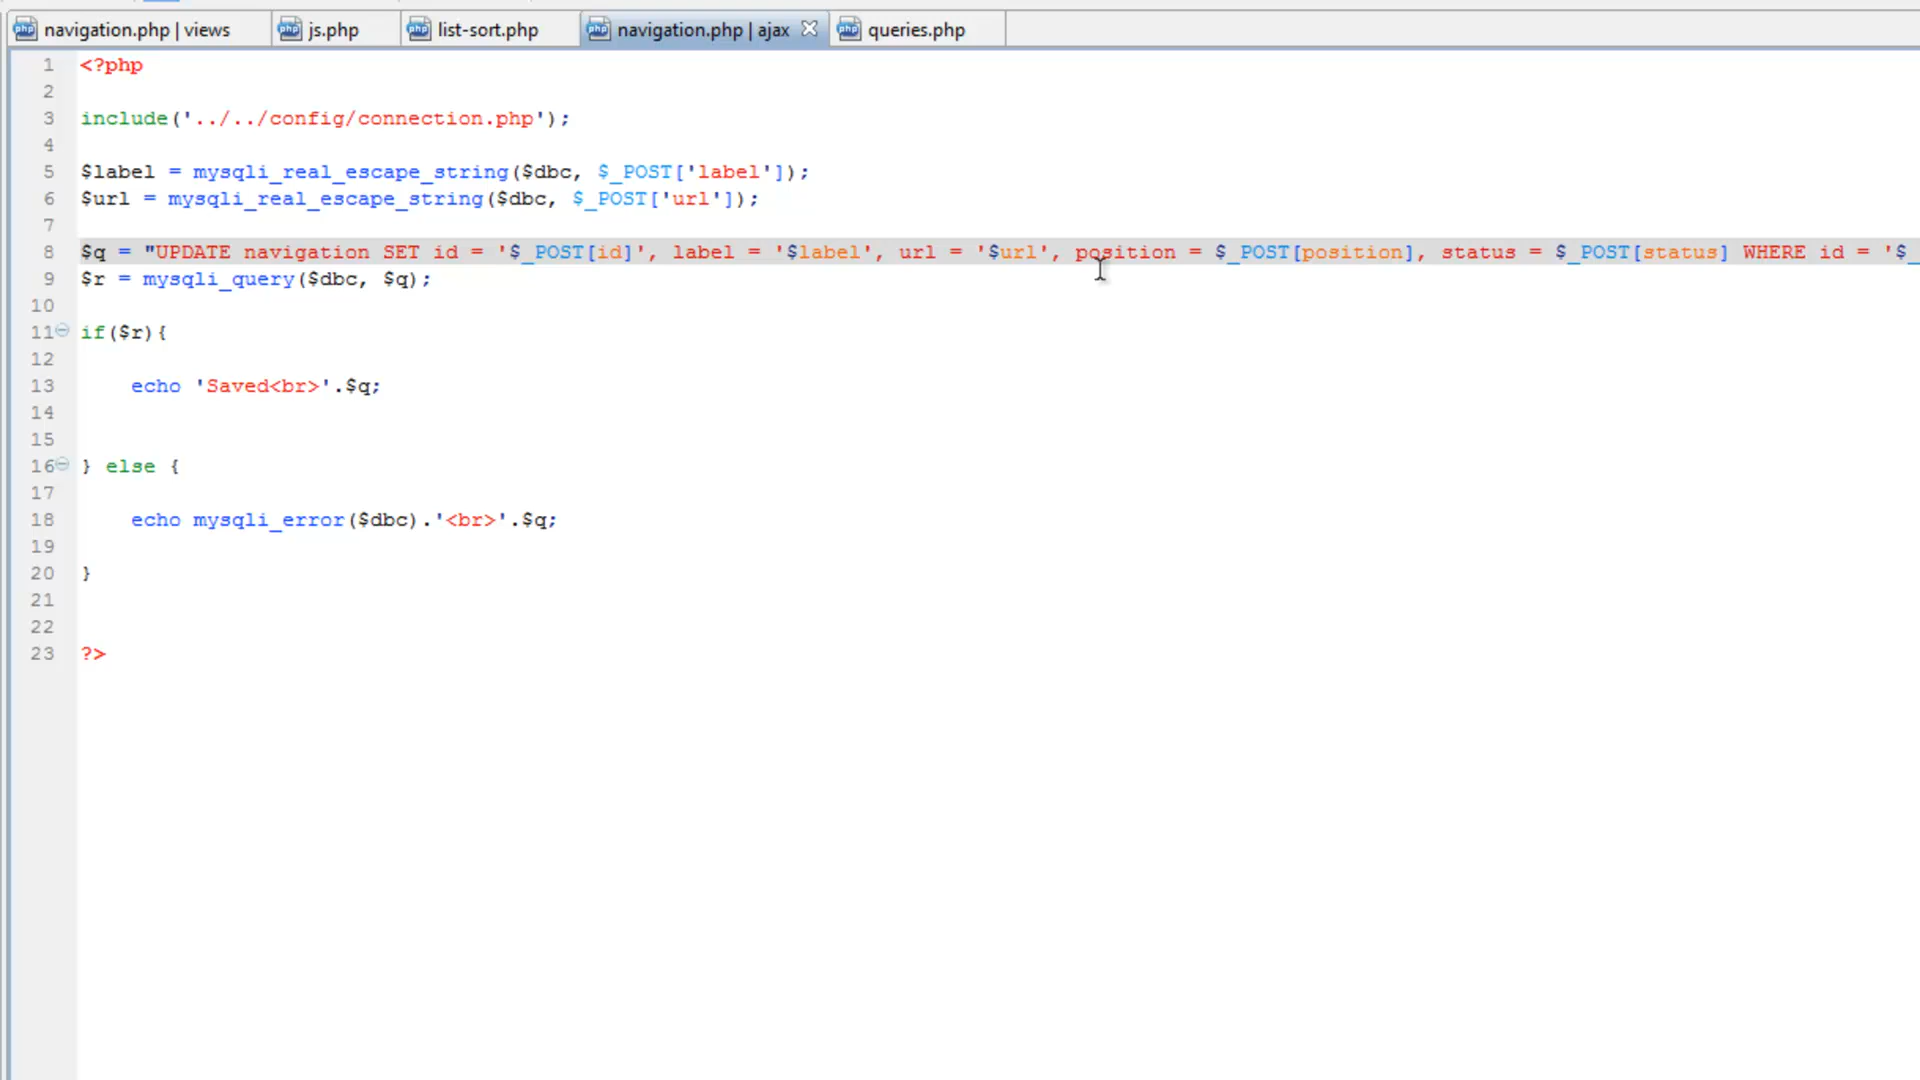 navigation.php | views
js.php
list-sort.php
navigation.php | ajax
queries.php
1 <?php
2
3 include('../../config/connection.php');
4
5 $label = mysqli_real_escape_string($dbc, $_POST['label']);
6 $url = mysqli_real_escape_string($dbc, $_POST['url']);
7
8 $q = "UPDATE navigation SET id = '$_POST[id]', label = '$label', url = '$url', position = $_POST[position], status = $_POST[status] WHERE id = '$_
9 $r = mysqli_query($dbc, $q);
10
11 if($r){
12
13 echo 'Saved<br>'.$q;
14
15
16 } else {
17
18 echo mysqli_error($dbc).'<br>'.$q;
19
20 }
21
22
23 ?>